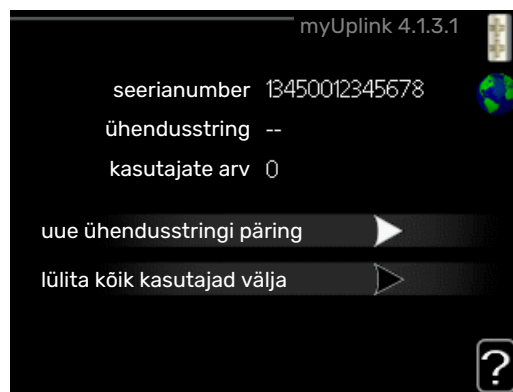 myUplink 4.1.3.1
seerianumber 13450012345678
ühendusstring --
kasutajate arv 0
uue ühendusstringi päring
lülita kõik kasutajad välja
?